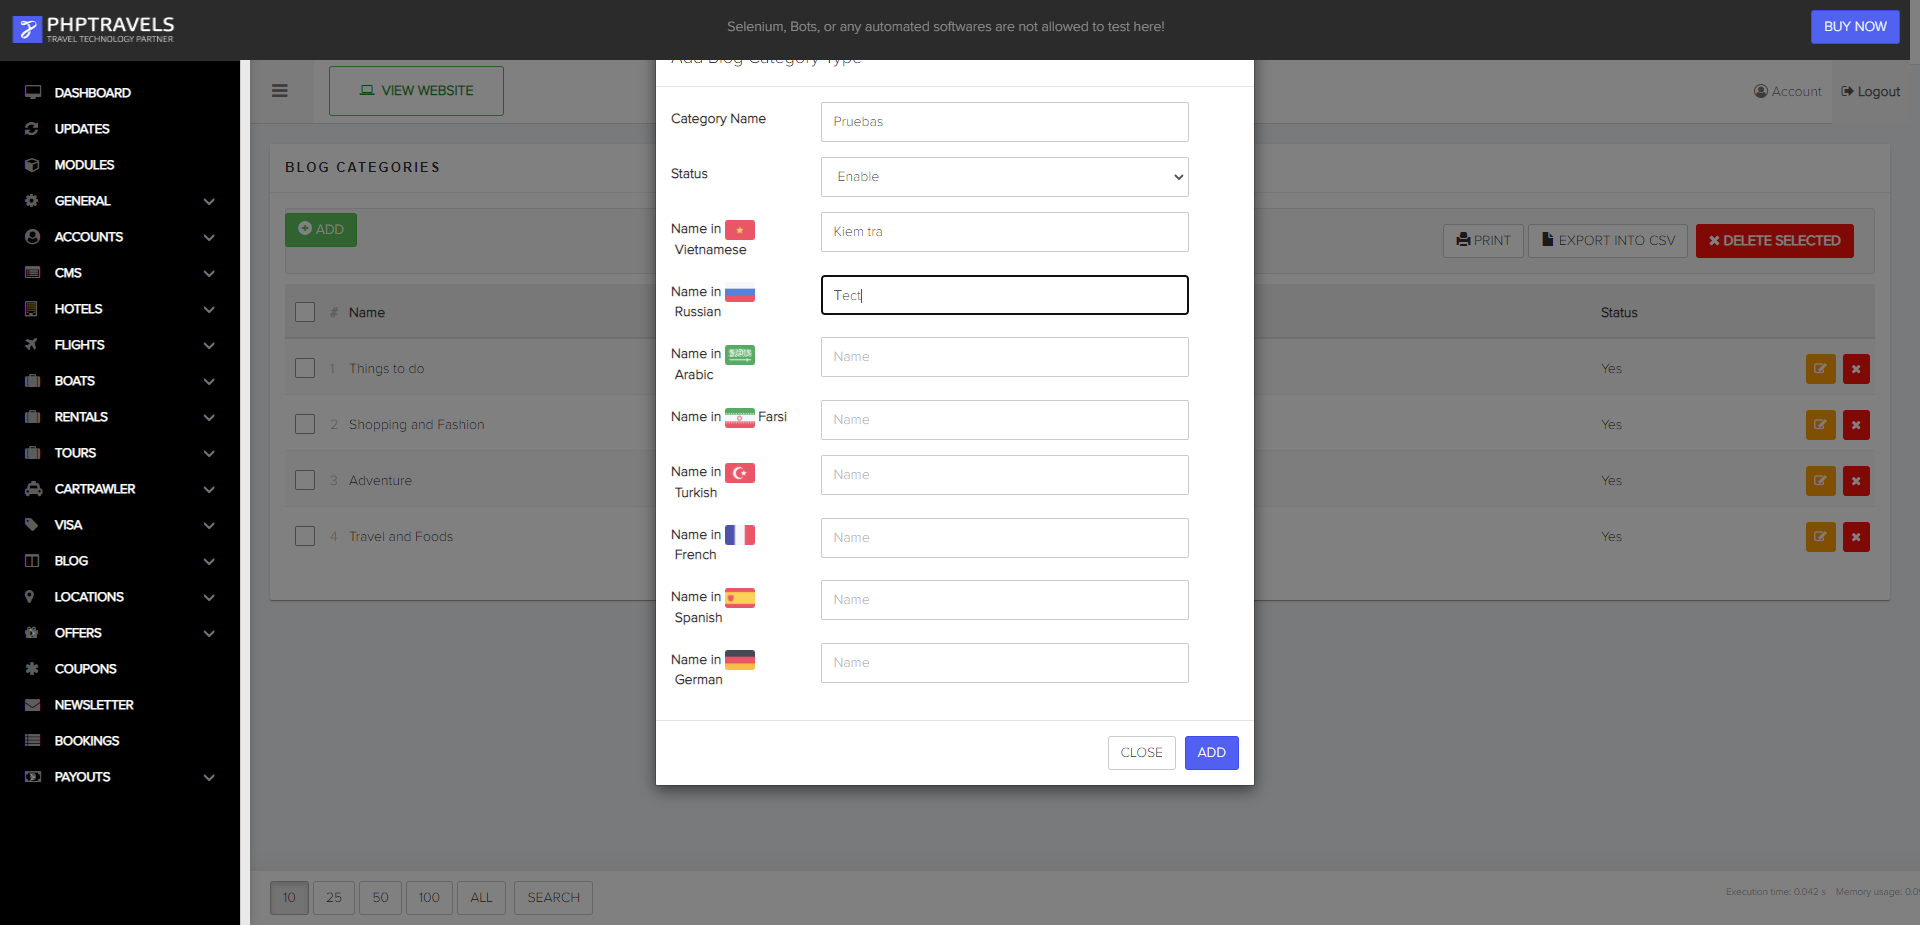 PHPTRAVELS
TRAVEL TECHNOLOGY PARTNER
Selenium, Bots, or any automated softwares are not allowed to test here!
BUY NOW
DASHBOARD
UPDATES
MODULES
GENERAL
ACCOUNTS
CMS
HOTELS
FLIGHTS
BOATS
RENTALS
TOURS
CARTRAWLER
VISA
BLOG
LOCATIONS
OFFERS
COUPONS
NEWSLETTER
BOOKINGS
PAYOUTS
VIEW WEBSITE
Account
Logout
BLOG CATEGORIES
ADD
PRINT
EXPORT INTO CSV
DELETE SELECTED
# Name Status
1 Things to do Yes
2 Shopping and Fashion Yes
3 Adventure Yes
4 Travel and Foods Yes
Add Blog Category Type
Category Name Pruebas
Status Enable
Name in Vietnamese Kiem tra
Name in Russian Тест
Name in Arabic Name
Name in Farsi Name
Name in Turkish Name
Name in French Name
Name in Spanish Name
Name in German Name
CLOSE ADD
10 25 50 100 ALL SEARCH
Execution time: 0.042 s Memory usage: